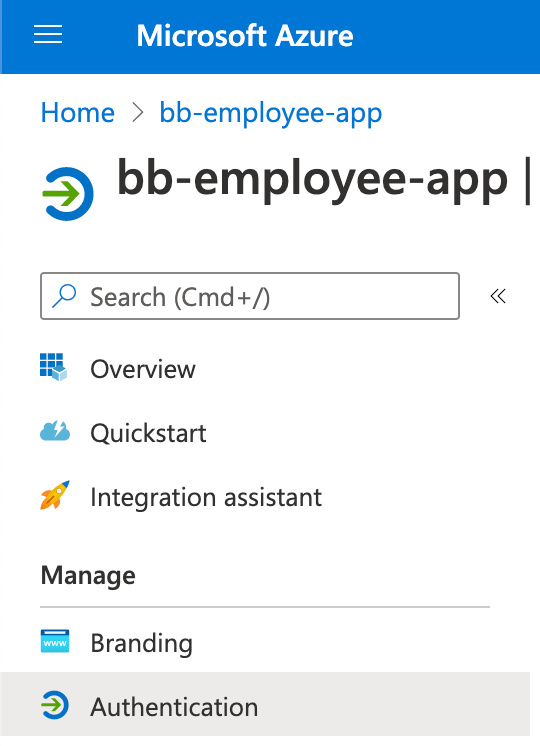 Microsoft Azure
Home > bb-employee-app
bb-employee-app |
Search (Cmd+/)
Overview
Quickstart
Integration assistant
Manage
www
Branding
Authentication